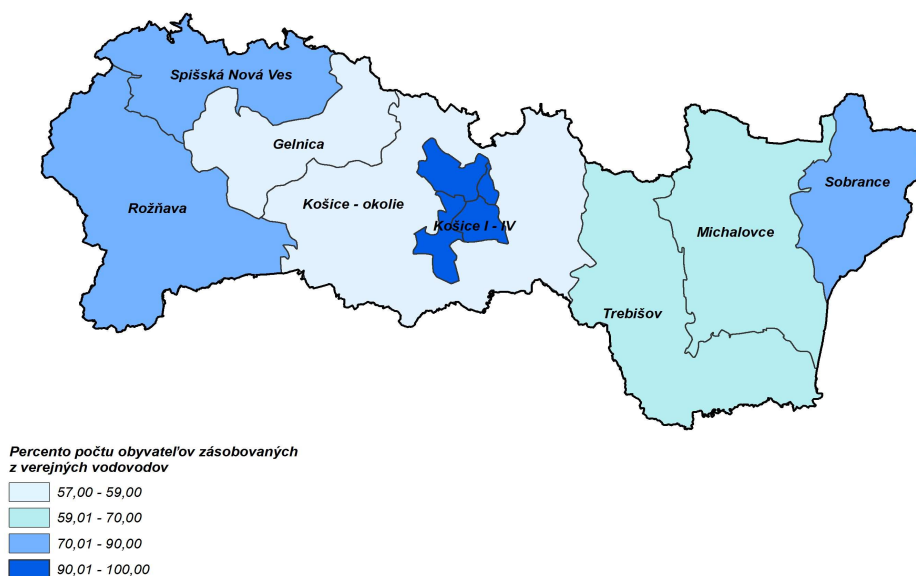 Spišská Nová Ves
Gelnica
Rožňava
Košice - okolie
Košice I - IV
Sobrance
Michalovce
Trebišov
Percento počtu obyvateľov zásobovaných
z verejných vodovodov
57,00 - 59,00
59,01 - 70,00
70,01 - 90,00
90,01 - 100,00